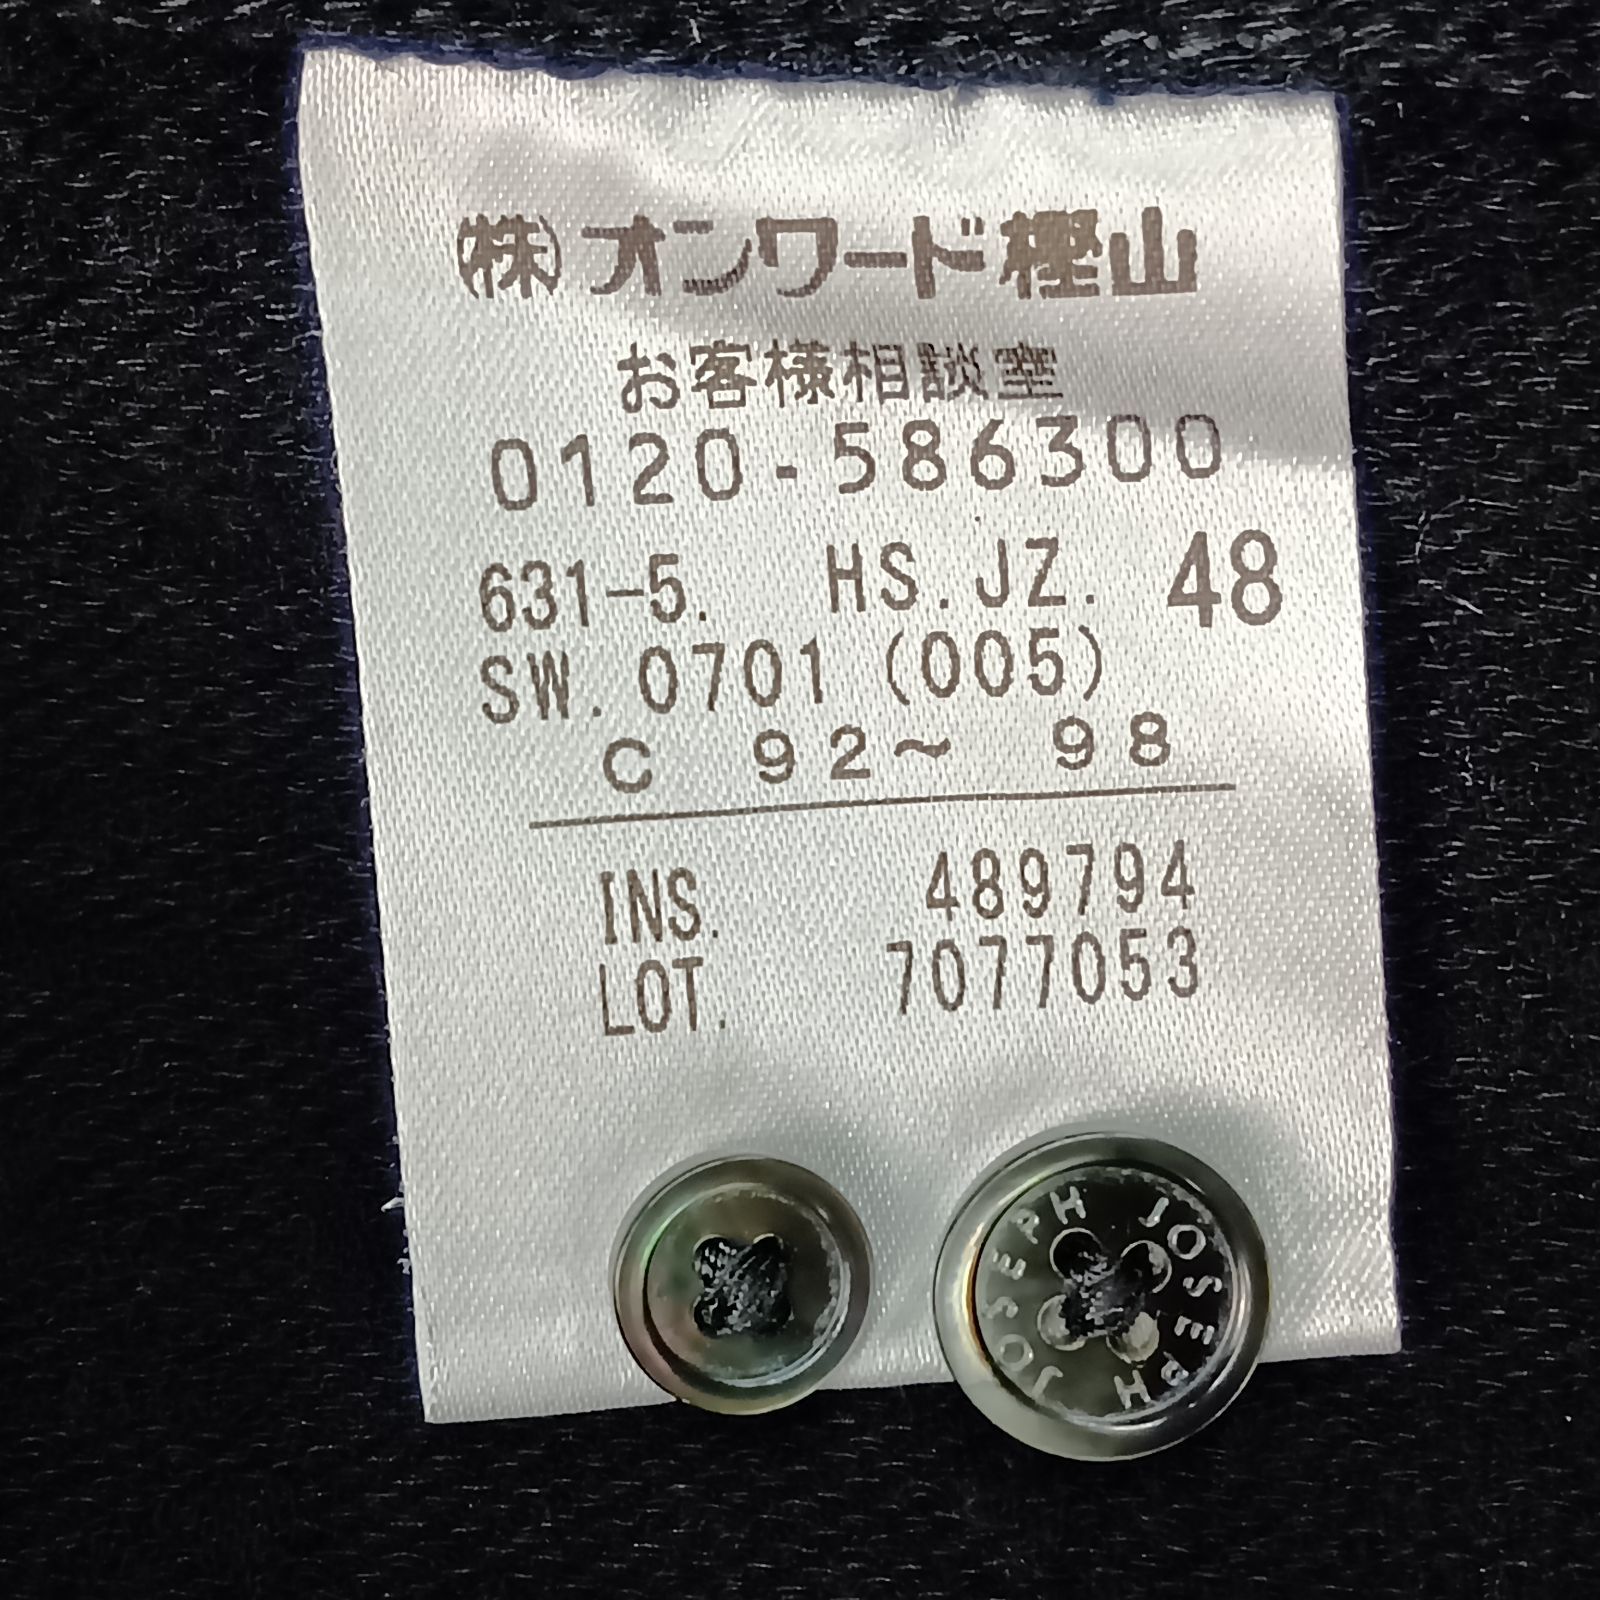 (株)オンワード樫山
お客様相談室
0120-586300
631-5. HS.JZ. 48
SW.0701(005)
C 92~ 98
INS. 489794
LOT. 7077053
JOSEPH JOSEPH